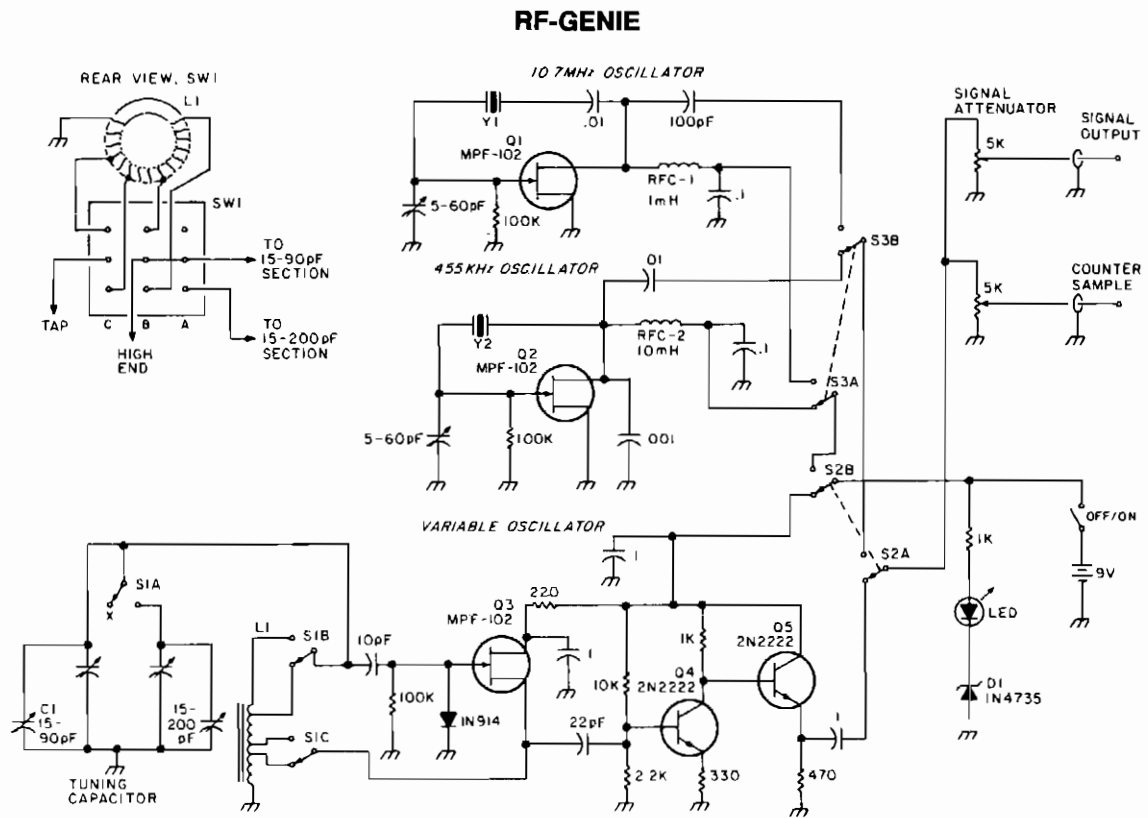 RF-GENIE
REAR VIEW, SW1
L1
SW1
TO
15-90pF
SECTION
TO
15-200pF
SECTION
C B A
TAP
HIGH
END
10.7MHz OSCILLATOR
Y1
.01
100pF
Q1
MPF-102
RFC-1
1mH
.1
5-60pF
100K
455KHz OSCILLATOR
.01
Y2
Q2
MPF-102
RFC-2
10mH
.1
5-60pF
100K
.001
S3B
S3A
S2B
S2A
SIGNAL
ATTENUATOR
5K
SIGNAL
OUTPUT
5K
COUNTER
SAMPLE
OFF/ON
9V
1K
LED
D1
1N4735
VARIABLE OSCILLATOR
.1
S1A
X
C1
15-
90pF
15-
200
pF
TUNING
CAPACITOR
L1
S1B
S1C
10pF
100K
1N914
Q3
MPF-102
220
.1
22pF
10K
2.2K
1K
Q4
2N2222
330
Q5
2N2222
470
.1